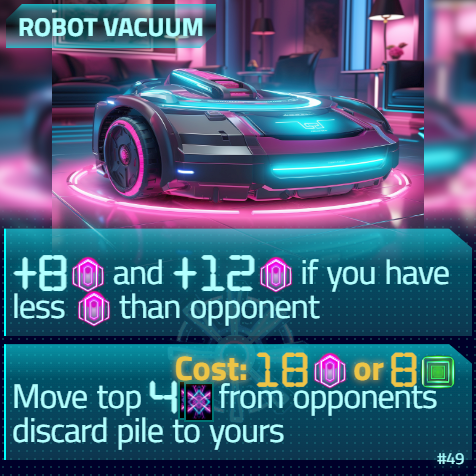 ROBOT VACUUM
+8 and +12 if you have
less than opponent
Cost: 18 or 8
Move top 4 from opponents
discard pile to yours
#49